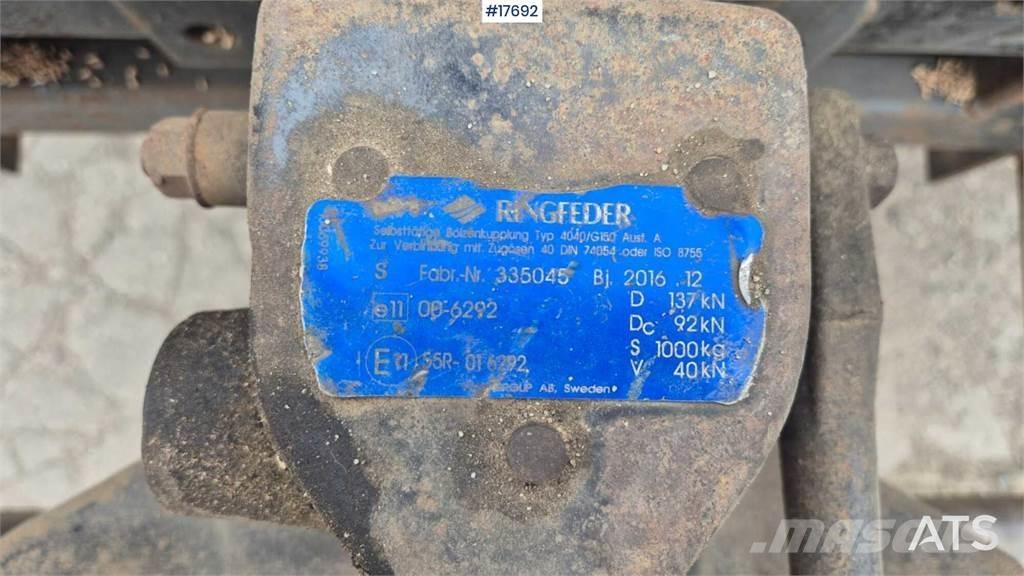 #17692
RINGFEDER
Selbsttätige Bolzenkupplung Typ 4040/G150 Ausf. A
Zur Verbindung mit Zugösen 40 DIN 74054 oder ISO 8755
S Fabr.-Nr. 335045 Bj. 2016 .12
e11 00-6292
E 11 55R-01 6292
D 137 kN
Dc 92 kN
S 1000 kg
V 40 kN
GROUP AB, Sweden
MASCUS
ATS